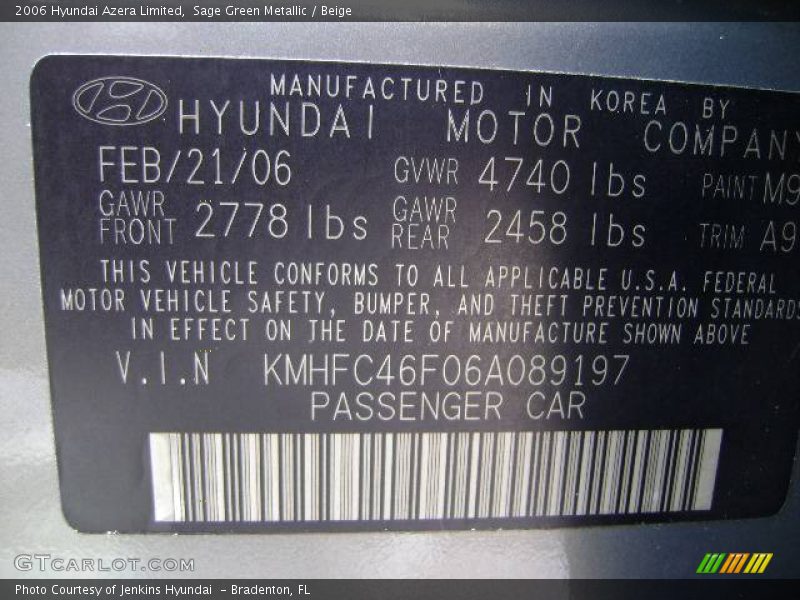 2006 Hyundai Azera Limited, Sage Green Metallic / Beige
MANUFACTURED IN KOREA BY
HYUNDAI MOTOR COMPANY
FEB/21/06 GVWR 4740 lbs PAINT M9
GAWR FRONT 2778 lbs GAWR REAR 2458 lbs TRIM A9
THIS VEHICLE CONFORMS TO ALL APPLICABLE U.S.A. FEDERAL
MOTOR VEHICLE SAFETY, BUMPER, AND THEFT PREVENTION STANDARDS
IN EFFECT ON THE DATE OF MANUFACTURE SHOWN ABOVE
V.I.N KMHFC46F06A089197
PASSENGER CAR
GTCARLOT.COM
Photo Courtesy of Jenkins Hyundai - Bradenton, FL